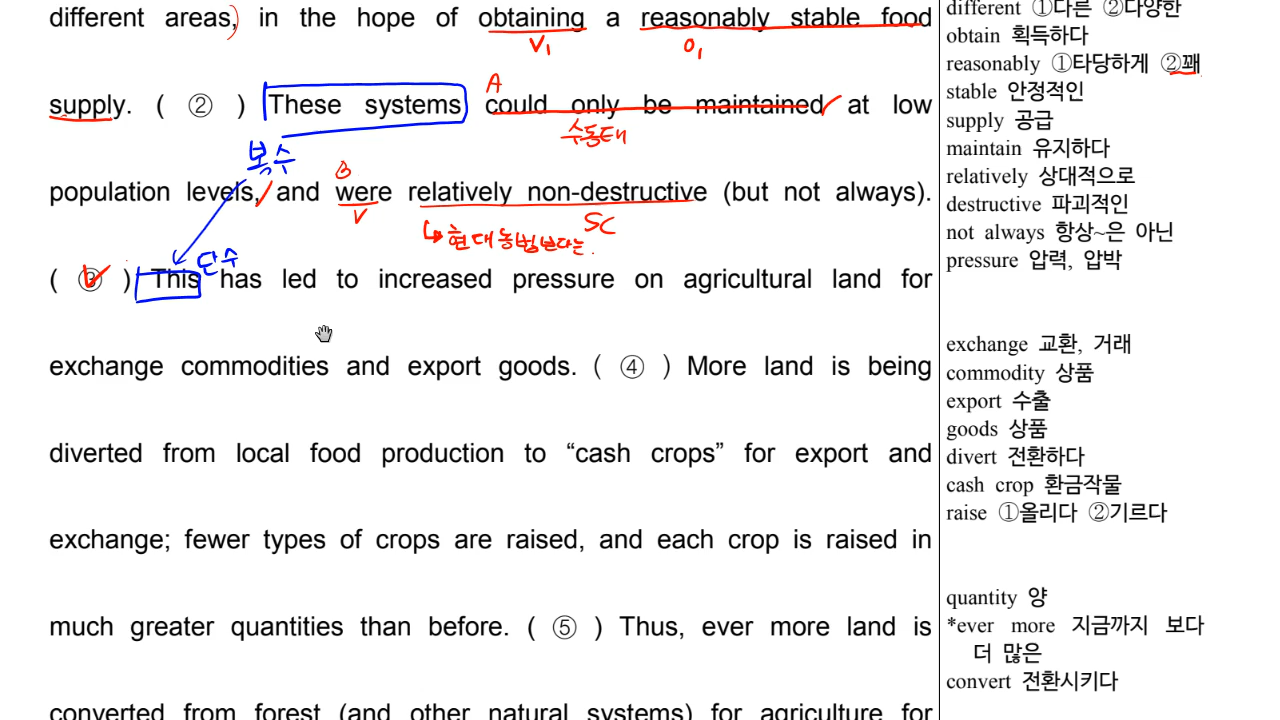 different areas, in the hope of obtaining a reasonably stable food
V₁
O₁
A
supply. ( ② ) These systems could only be maintained at low
수동태
복수
B
population levels, and were relatively non-destructive (but not always).
V
SC
↳ 현대농법보다는
단수
( ③ ) This has led to increased pressure on agricultural land for
exchange commodities and export goods. ( ④ ) More land is being
diverted from local food production to “cash crops” for export and
exchange; fewer types of crops are raised, and each crop is raised in
much greater quantities than before. ( ⑤ ) Thus, ever more land is
converted from forest (and other natural systems) for agriculture for
different ①다른 ②다양한
obtain 획득하다
reasonably ①타당하게 ②꽤
stable 안정적인
supply 공급
maintain 유지하다
relatively 상대적으로
destructive 파괴적인
not always 항상~은 아닌
pressure 압력, 압박
exchange 교환, 거래
commodity 상품
export 수출
goods 상품
divert 전환하다
cash crop 환금작물
raise ①올리다 ②기르다
quantity 양
*ever more 지금까지 보다
더 많은
convert 전환시키다